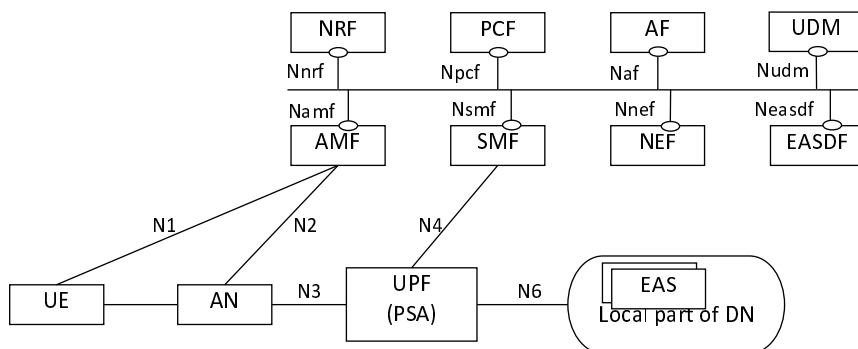 NRF PCF AF UDM
Nnrf Npcf Naf Nudm
Namf Nsmf Nnef Neasdf
AMF SMF NEF EASDF
N1 N2 N4
UE AN N3 UPF (PSA) N6 EAS
Local part of DN